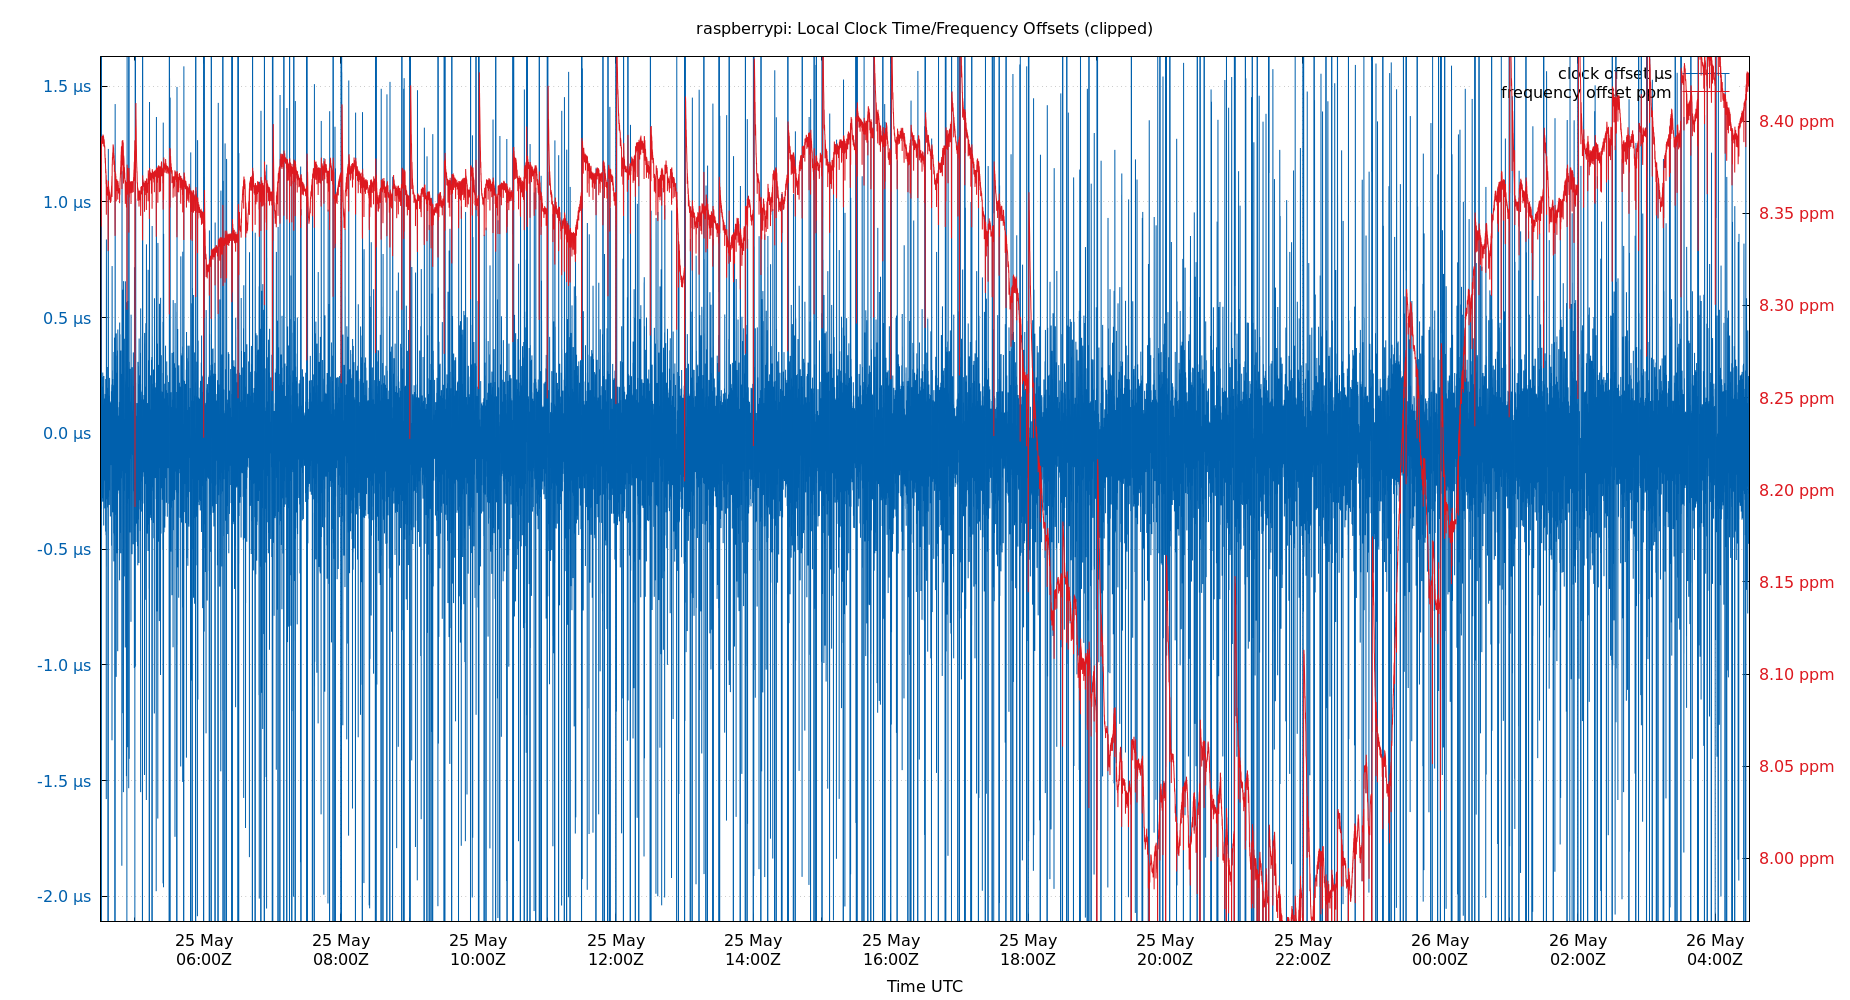 raspberrypi: Local Clock Time/Frequency Offsets (clipped)
clock offset µs
frequency offset ppm
1.5 µs
1.0 µs
0.5 µs
0.0 µs
-0.5 µs
-1.0 µs
-1.5 µs
-2.0 µs
8.40 ppm
8.35 ppm
8.30 ppm
8.25 ppm
8.20 ppm
8.15 ppm
8.10 ppm
8.05 ppm
8.00 ppm
25 May 25 May 25 May 25 May 25 May 25 May 25 May 25 May 25 May 26 May 26 May 26 May
06:00Z 08:00Z 10:00Z 12:00Z 14:00Z 16:00Z 18:00Z 20:00Z 22:00Z 00:00Z 02:00Z 04:00Z
Time UTC